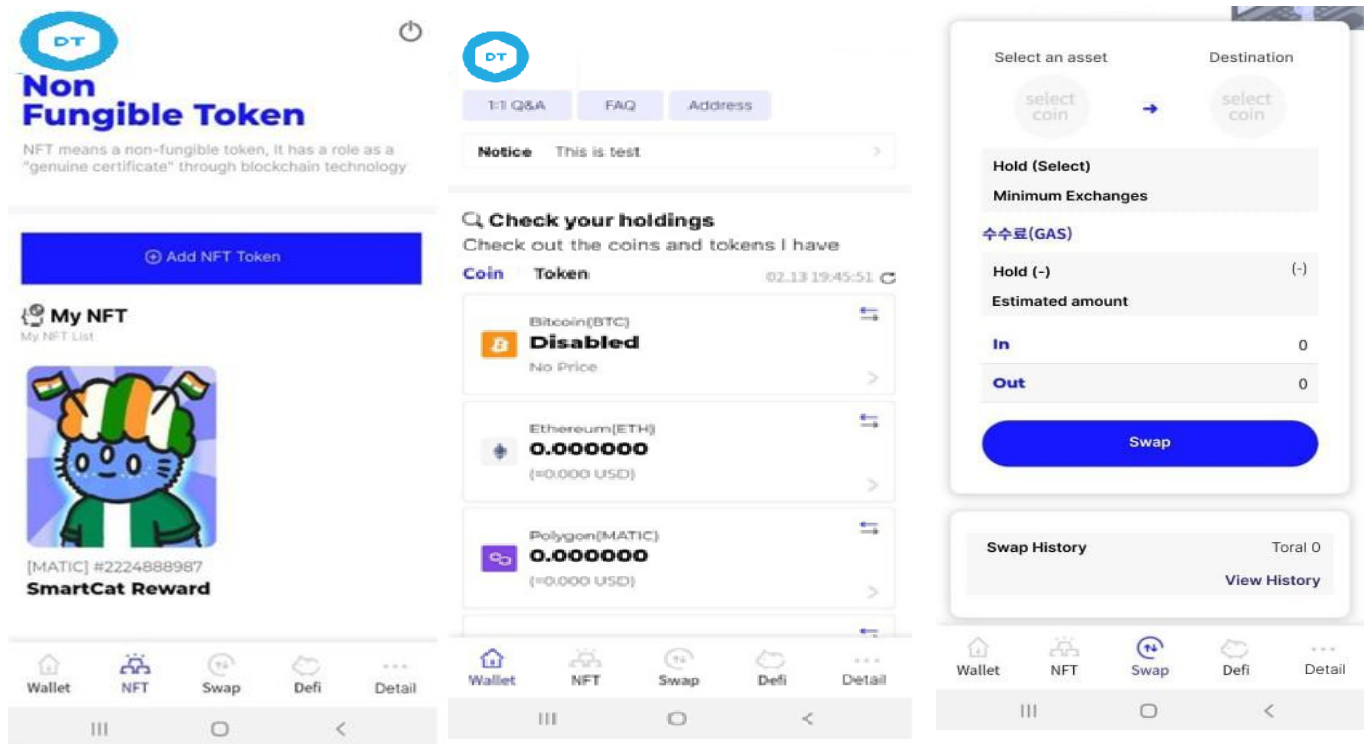 DT
Non
Fungible Token
NFT means a non-fungible token, It has a role as a
"genuine certificate" through blockchain technology
Add NFT Token
My NFT
My NFT List
[MATIC] #2224888987
SmartCat Reward
Wallet NFT Swap Defi Detail
DT
1:1 Q&A FAQ Address
Notice This is test
Check your holdings
Check out the coins and tokens I have
Coin Token 02.13 19:45:51
Bitcoin(BTC)
Disabled
No Price
Ethereum(ETH)
0.000000
(=0.000 USD)
Polygon(MATIC)
0.000000
(=0.000 USD)
Wallet NFT Swap Defi Detail
Select an asset Destination
select coin select coin
Hold (Select)
Minimum Exchanges
수수료(GAS)
Hold (-) (-)
Estimated amount
In 0
Out 0
Swap
Swap History Toral 0
View History
Wallet NFT Swap Defi Detail